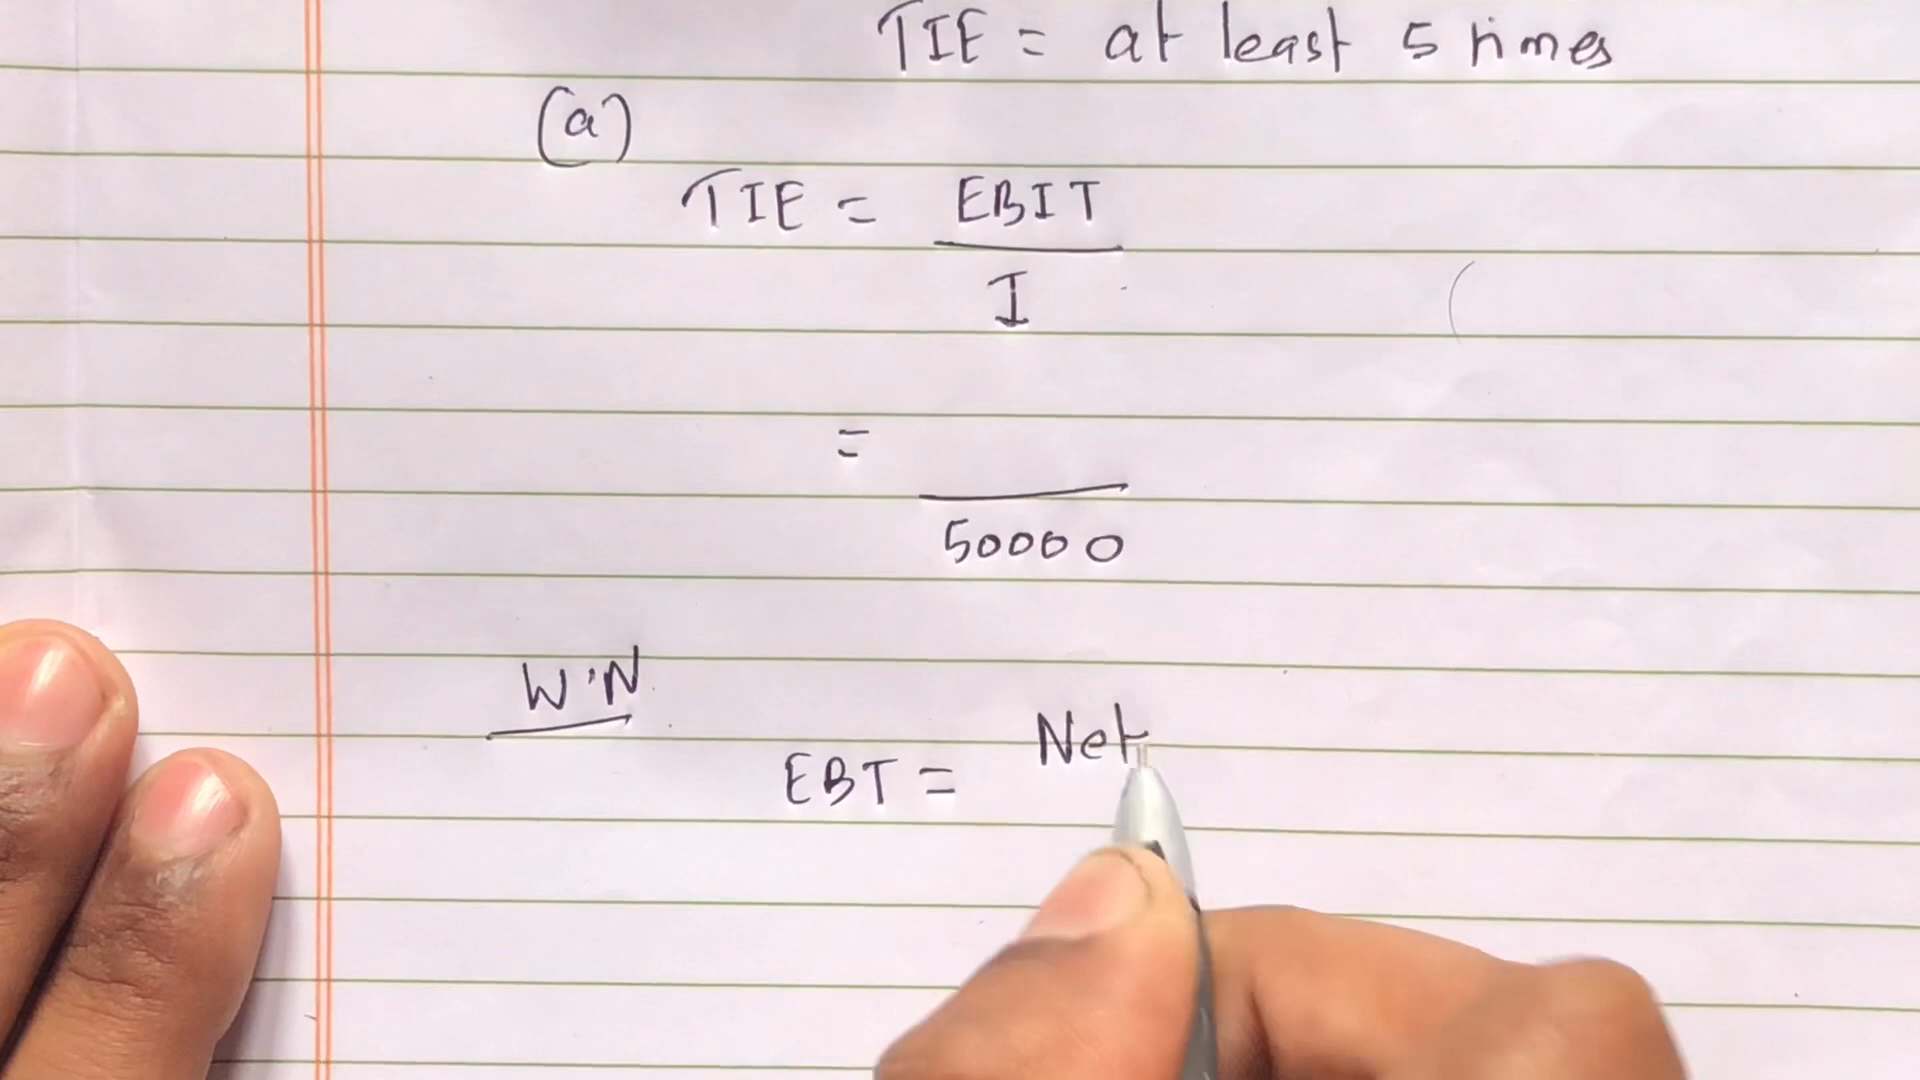 TIE = at least 5 times
(a)
TIE = EBIT
I
=
50000
W.N
EBT = Net